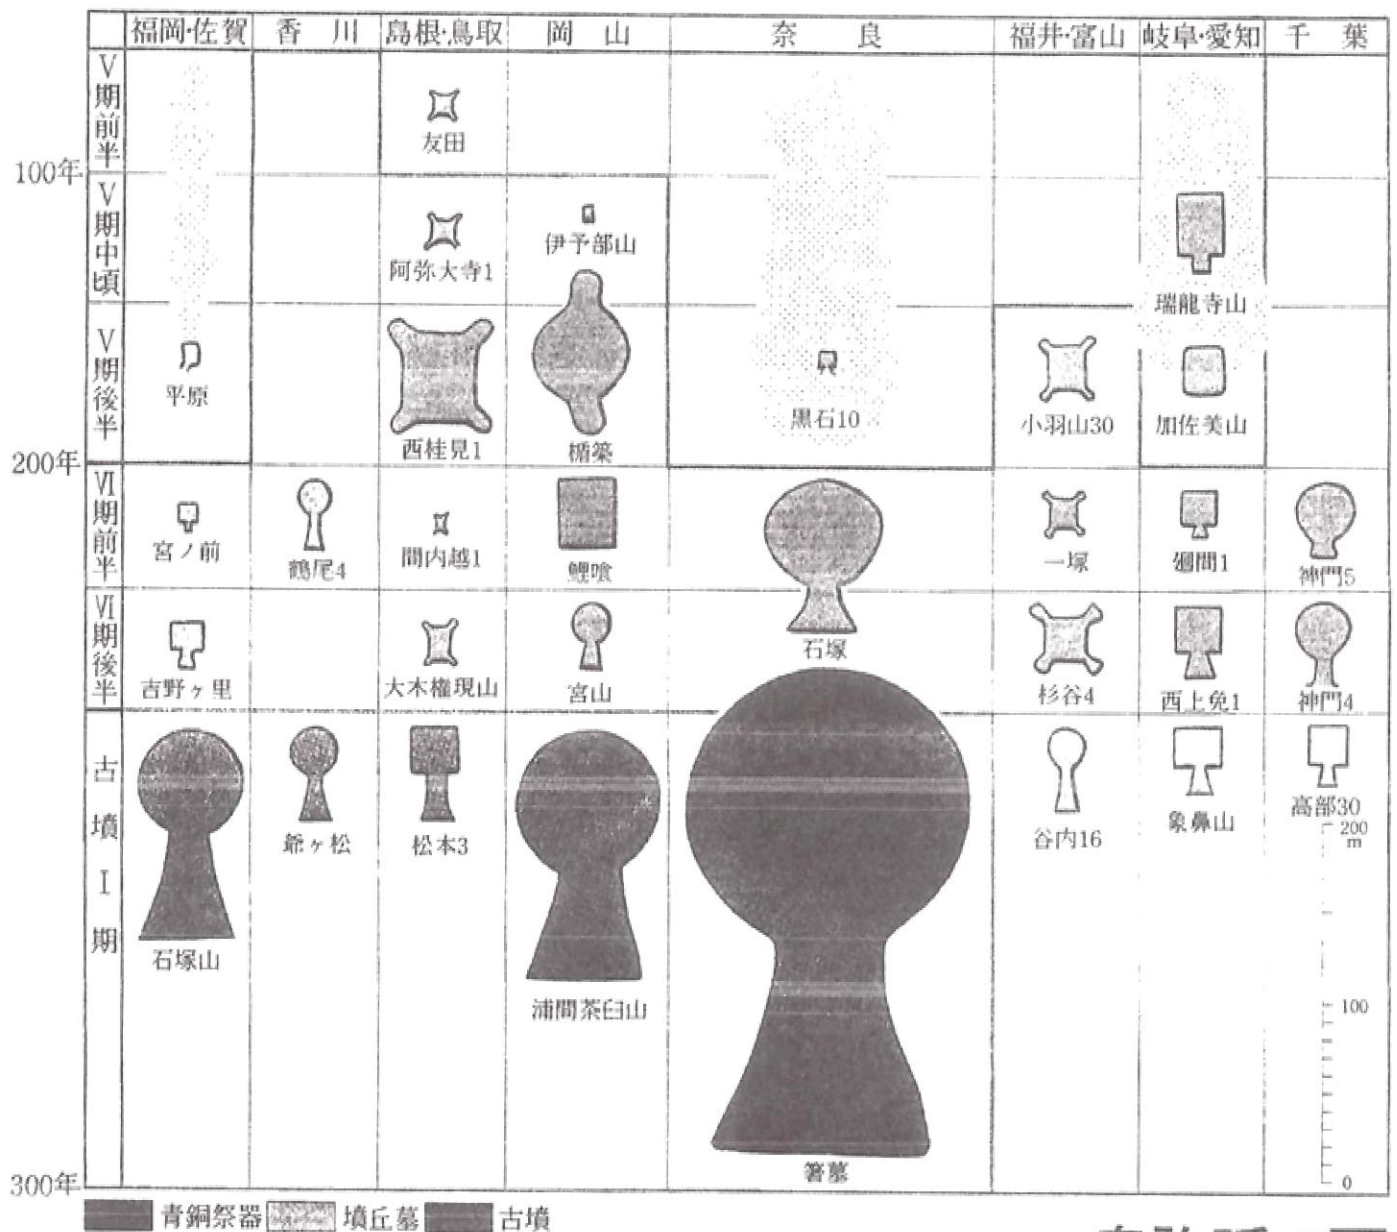 福岡・佐賀 香川 島根・鳥取 岡山 奈良 福井・富山 岐阜・愛知 千葉
V期前半
友田
100年
V期中頃
阿弥大寺1 伊予部山 瑞龍寺山
V期後半
平原 西桂見1 楯築 黒石10 小羽山30 加佐美山
200年
VI期前半
宮ノ前 鶴尾4 間内越1 鯉喰 石塚 一塚 廻間1 神門5
VI期後半
吉野ヶ里 大木権現山 宮山 杉谷4 西上免1 神門4
古墳I期
石塚山 爺ヶ松 松本3 浦間茶臼山 箸墓 谷内16 象鼻山 高部30
200
m
100
0
300年
青銅祭器 墳丘墓 古墳